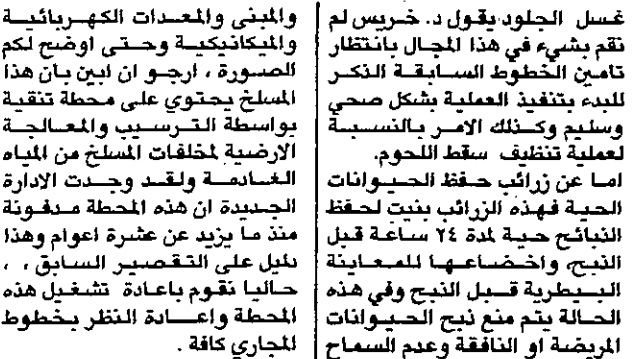 غسل الجلود يقول د. خريس لم
نقم بشيء في هذا المجال بانتظار
تامين الخطوط السابقة الذكر
للبدء بتنفيذ العملية بشكل صحي
وسليم وكذلك الامر بالنسبة
لعملية تنظيف سقط اللحوم.
اما عن زرائب حفظ الحيوانات
الحية فهذه الزرائب بنيت لحفظ
الذبائح حية لمدة ٢٤ ساعة قبل
الذبح، واخضاعها للمعاينة
البيطرية قبل الذبح وفي هذه
الحالة يتم منع ذبح الحيوانات
المريضة او النافقة وعدم السماح
والمبنى والمعدات الكهربائية
والميكانيكية وحتى اوضح لكم
الصورة ، ارجو ان ابين بان هذا
المسلخ يحتوي على محطة تنقية
بواسطة الترسيب والمعالجة
الارضية لمخلفات المسلخ من المياه
العادمة ولقد وجدت الادارة
الجديدة ان هذه المحطة مدفونة
منذ ما يزيد عن عشرة اعوام وهذا
دليل على التقصير السابق ، ،
حاليا نقوم باعادة تشغيل هذه
المحطة واعادة النظر بخطوط
المجاري كافة .